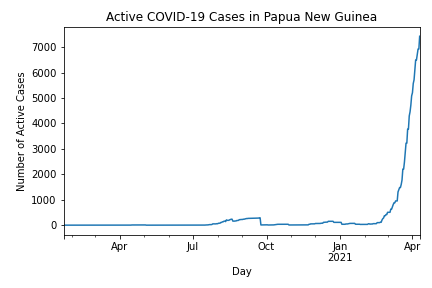 Active COVID-19 Cases in Papua New Guinea
Number of Active Cases
7000
6000
5000
4000
3000
2000
1000
0
Apr Jul Oct Jan Apr
2021
Day